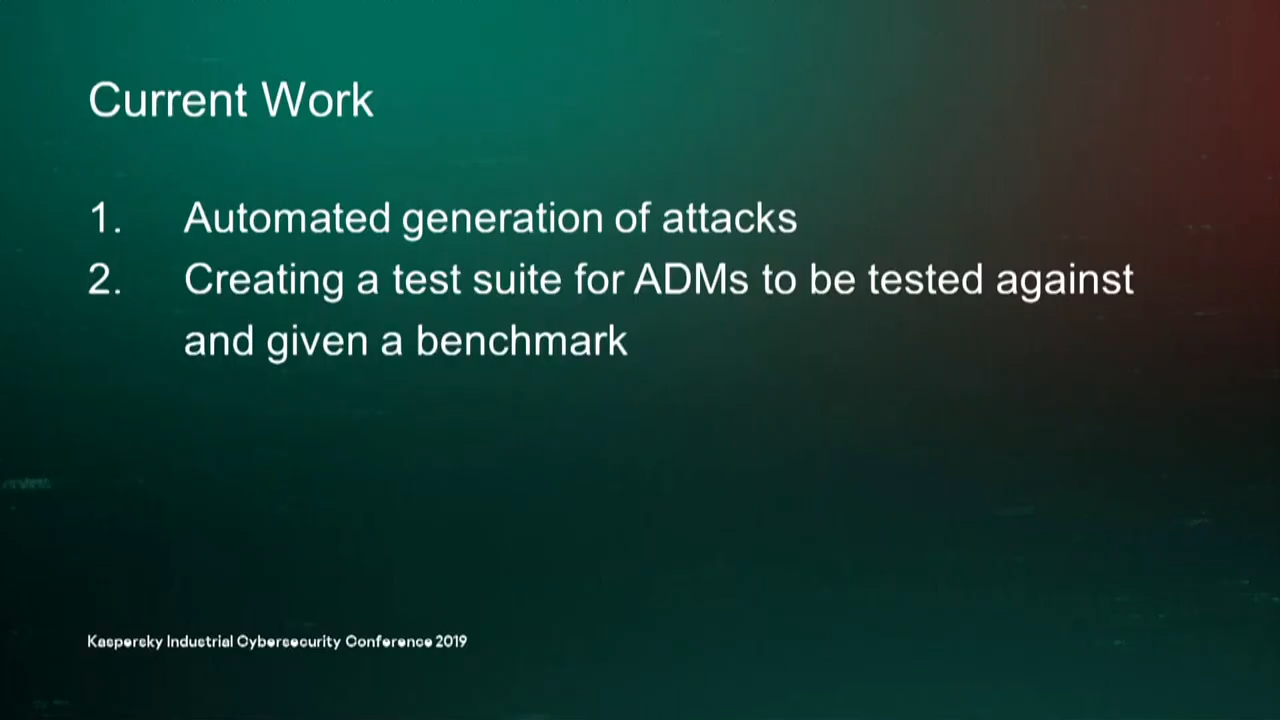 Current Work
1. Automated generation of attacks
2. Creating a test suite for ADMs to be tested against
and given a benchmark
Kaspersky Industrial Cybersecurity Conference 2019